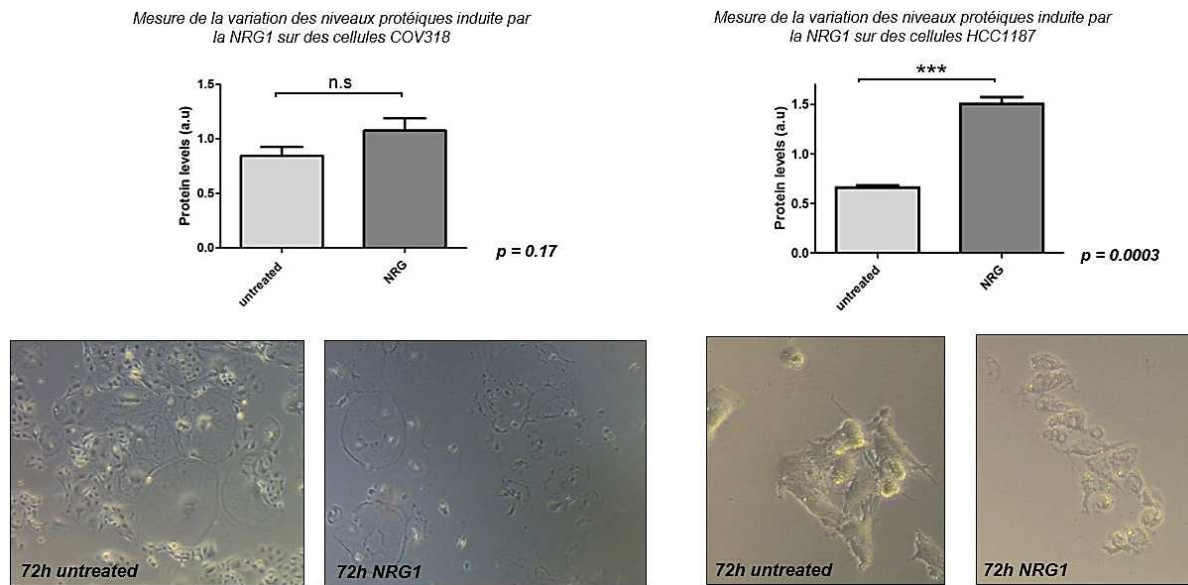 Mesure de la variation des niveaux protéiques induite par
la NRG1 sur des cellules COV318
n.s
Protein levels (a.u)
1.5
1.0
0.5
0.0
untreated
NRG
p = 0.17
72h untreated
72h NRG1
Mesure de la variation des niveaux protéiques induite par
la NRG1 sur des cellules HCC1187
***
Protein levels (a.u)
1.5
1.0
0.5
0.0
untreated
NRG
p = 0.0003
72h untreated
72h NRG1